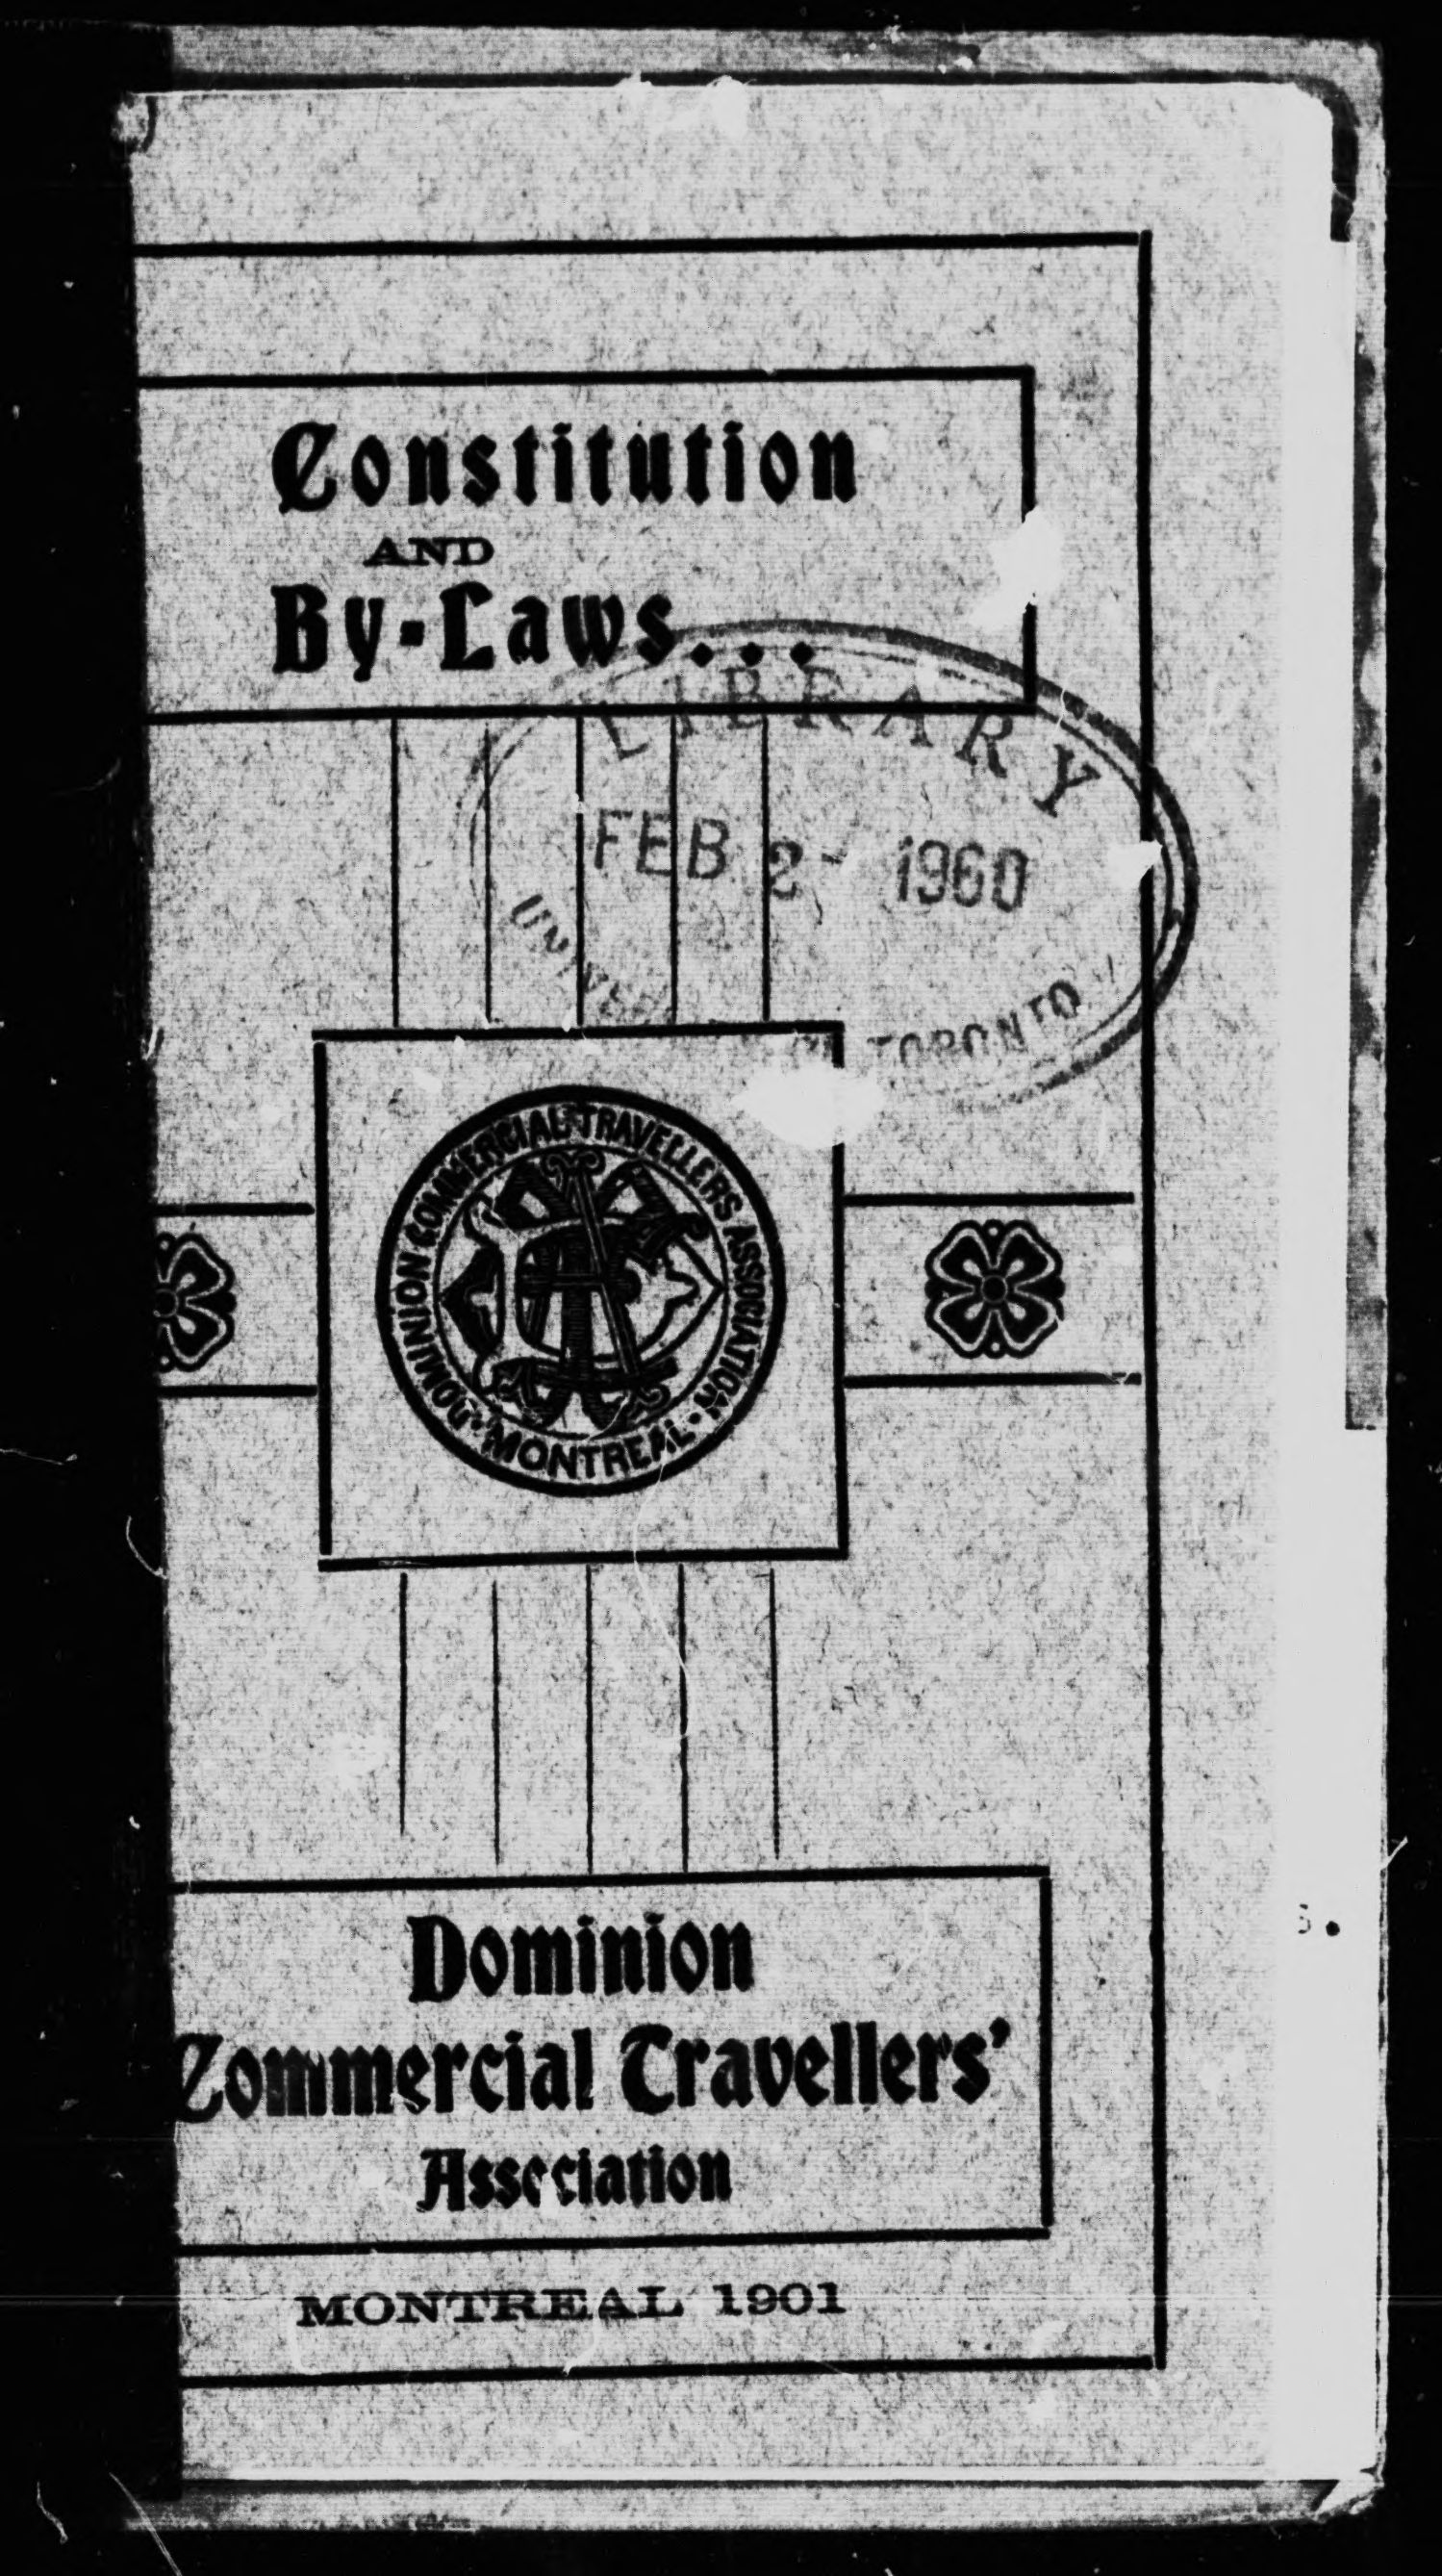 Constitution
AND
By-Laws...
LIBRARY
FEB 2 - 1960
TORONTO
DOMINION COMMERCIAL TRAVELLERS ASSOCIATION
• MONTREAL •
Dominion
Commercial Travellers'
Association
MONTREAL 1901